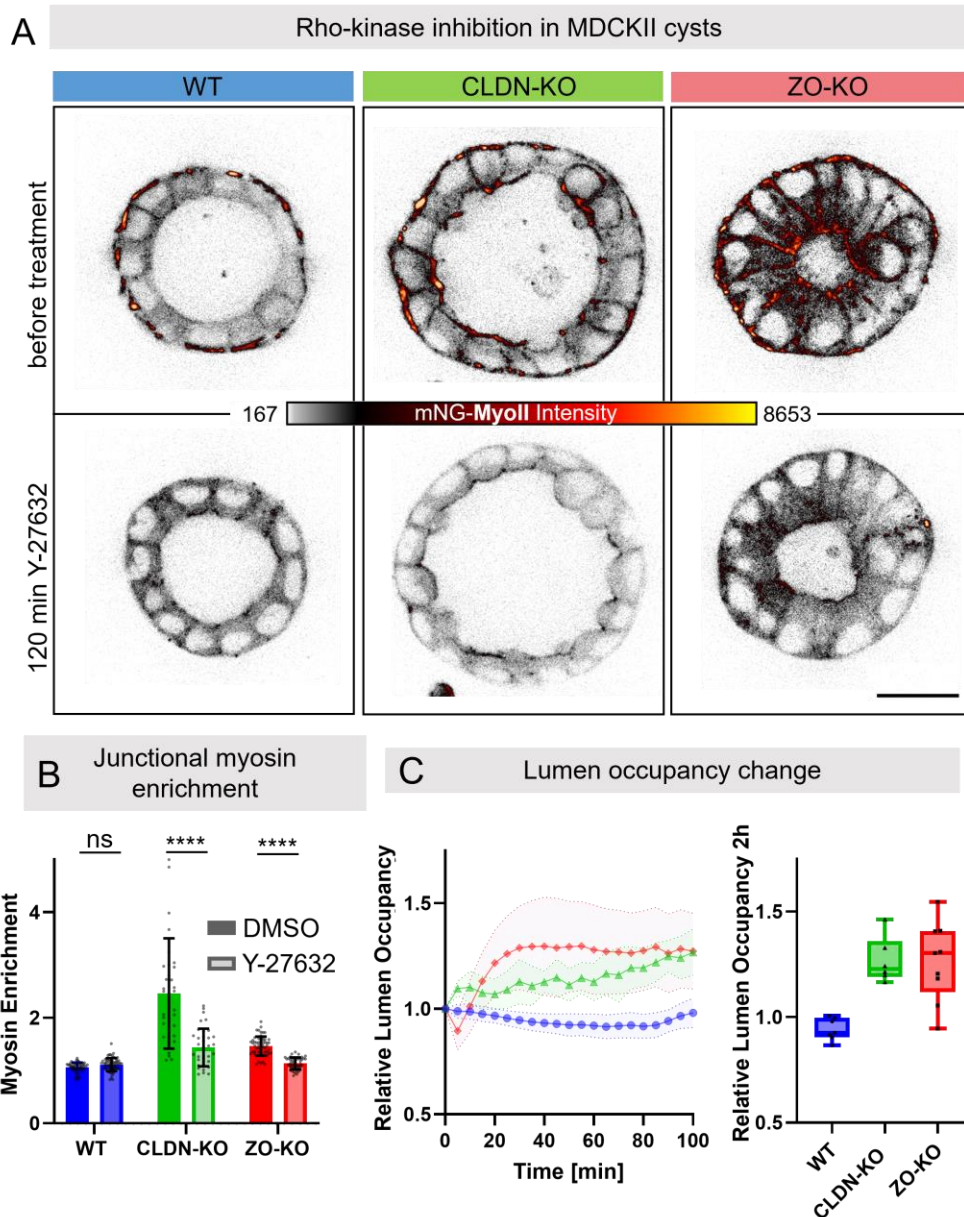 A
Rho-kinase inhibition in MDCKII cysts
WT
CLDN-KO
ZO-KO
before treatment
167
mNG-MyoII Intensity
8653
120 min Y-27632
B
Junctional myosin
enrichment
ns
****
****
Myosin Enrichment
4
2
0
DMSO
Y-27632
WT
CLDN-KO
ZO-KO
C
Lumen occupancy change
Relative Lumen Occupancy
1.5
1.0
0.5
0
20
40
60
80
100
Time [min]
Relative Lumen Occupancy 2h
1.5
1.0
0.5
WT
CLDN-KO
ZO-KO